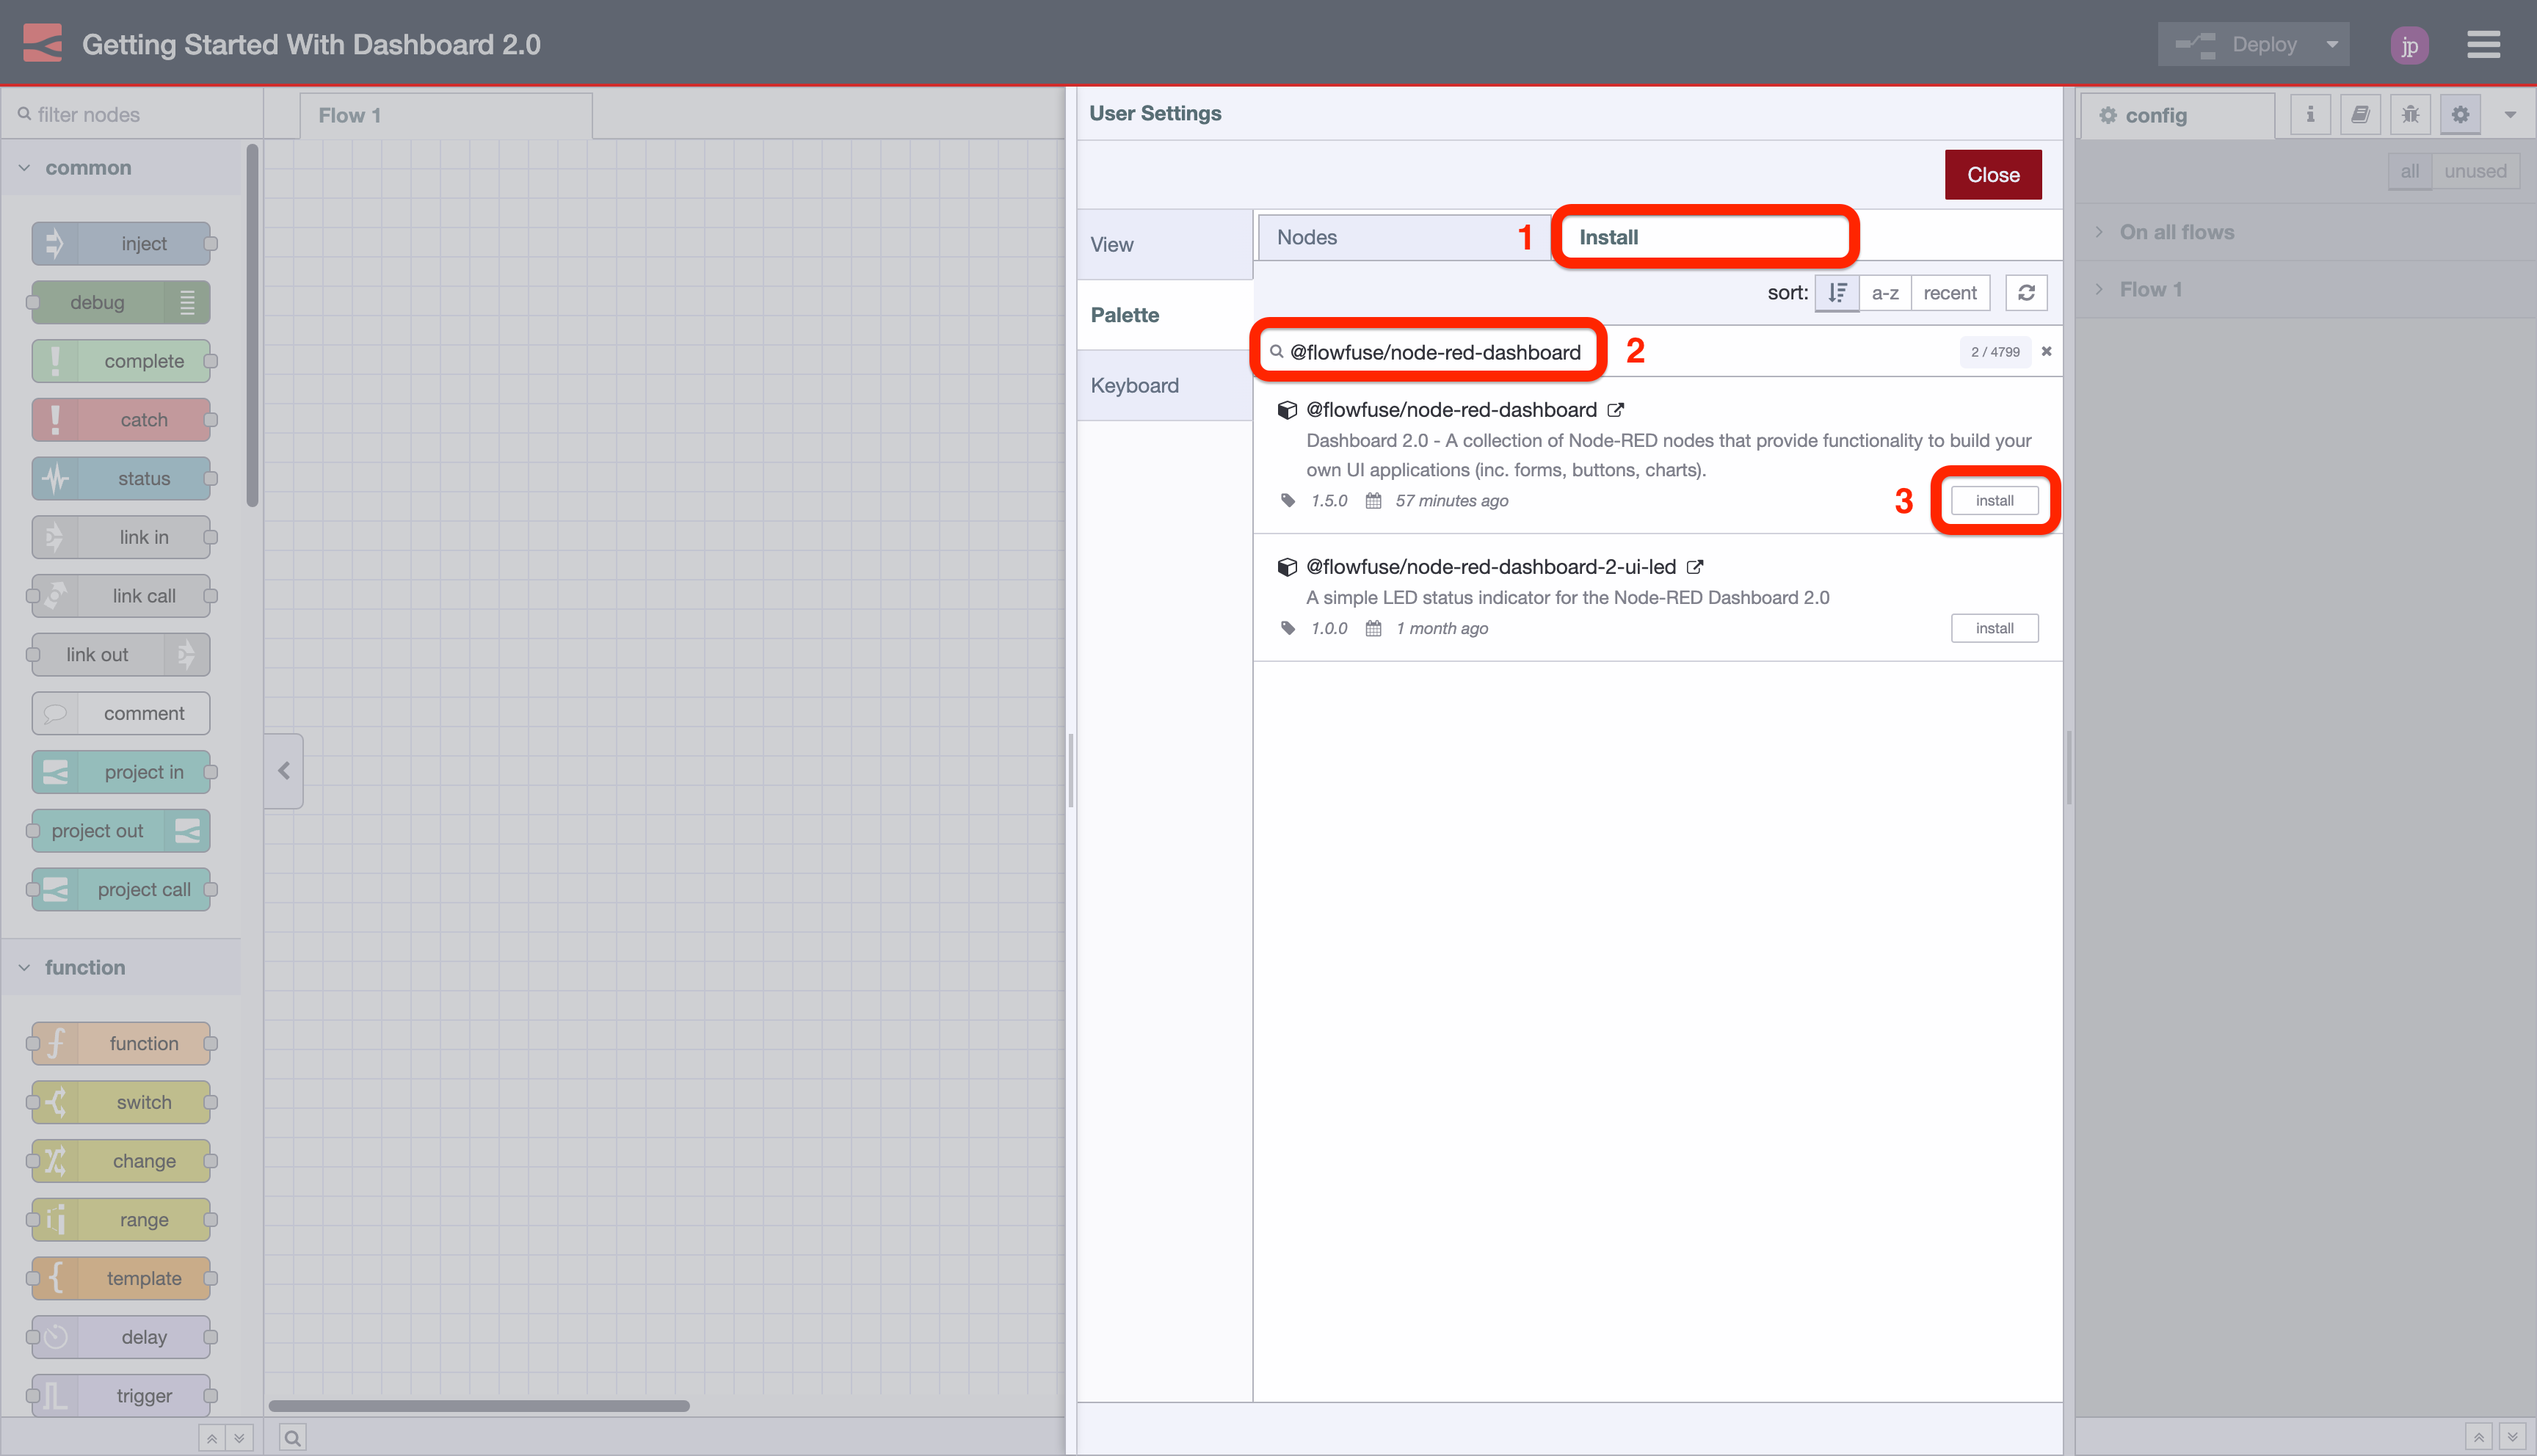 Getting Started With Dashboard 2.0
Deploy
jp
filter nodes
common
inject
debug
complete
catch
status
link in
link call
link out
comment
project in
project out
project call
function
function
switch
change
range
template
delay
trigger
Flow 1
User Settings
Close
View
Palette
Keyboard
Nodes
1
Install
sort:
a-z
recent
@flowfuse/node-red-dashboard
2
2 / 4799
@flowfuse/node-red-dashboard
Dashboard 2.0 - A collection of Node-RED nodes that provide functionality to build your
own UI applications (inc. forms, buttons, charts).
1.5.0
57 minutes ago
3
install
@flowfuse/node-red-dashboard-2-ui-led
A simple LED status indicator for the Node-RED Dashboard 2.0
1.0.0
1 month ago
install
config
all
unused
On all flows
Flow 1